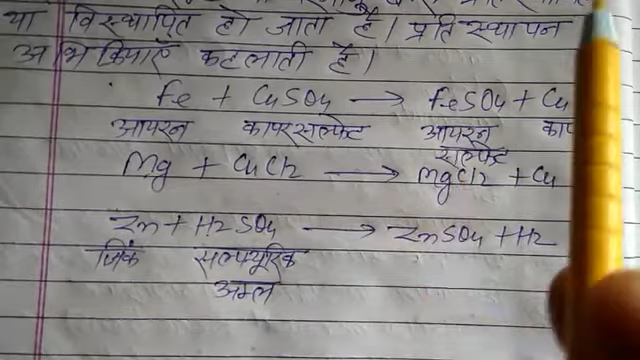 या विस्थापित हो जाता है। प्रतिस्थापन
अभिक्रियाएँ कहलाती है।
Fe + CuSO4 → FeSO4 + Cu
आयरन कापरसल्फेट आयरन सल्फेट काप
Mg + CuCl2 → MgCl2 + Cu
Zn + H2SO4 → ZnSO4 + H2
जिंक सल्फ्यूरिक
अम्ल